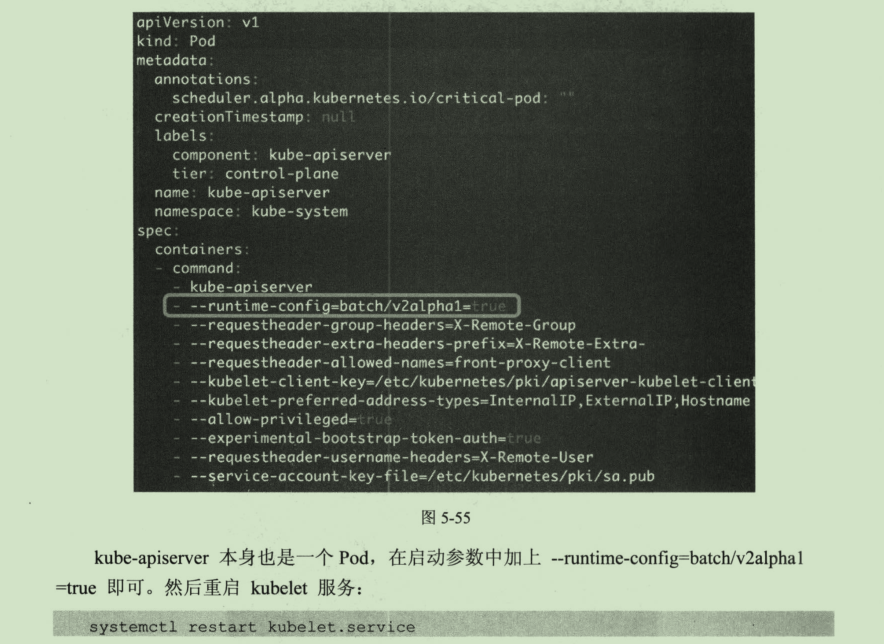 apiVersion: v1
kind: Pod
metadata:
  annotations:
    scheduler.alpha.kubernetes.io/critical-pod: ""
  creationTimestamp: null
  labels:
    component: kube-apiserver
    tier: control-plane
  name: kube-apiserver
  namespace: kube-system
spec:
  containers:
  - command:
    - kube-apiserver
    - --runtime-config=batch/v2alpha1=true
    - --requestheader-group-headers=X-Remote-Group
    - --requestheader-extra-headers-prefix=X-Remote-Extra-
    - --requestheader-allowed-names=front-proxy-client
    - --kubelet-client-key=/etc/kubernetes/pki/apiserver-kubelet-client
    - --kubelet-preferred-address-types=InternalIP,ExternalIP,Hostname
    - --allow-privileged=true
    - --experimental-bootstrap-token-auth=true
    - --requestheader-username-headers=X-Remote-User
    - --service-account-key-file=/etc/kubernetes/pki/sa.pub
图 5-55
kube-apiserver 本身也是一个 Pod，在启动参数中加上 --runtime-config=batch/v2alpha1
=true 即可。然后重启 kubelet 服务：
systemctl restart kubelet.service